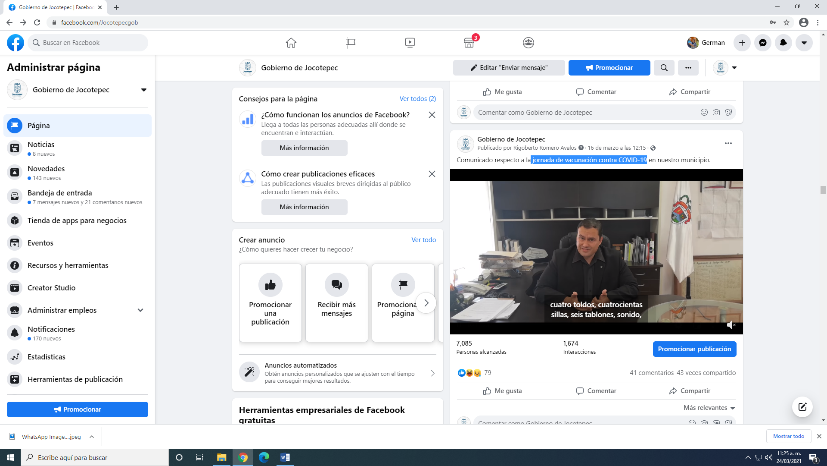 Gobierno de Jocotepec | Facebook
facebook.com/Jocotepecgob
Buscar en Facebook
3
German
Administrar página
Gobierno de Jocotepec
Página
Noticias
6 nuevos
Novedades
143 nuevos
Bandeja de entrada
7 mensajes nuevos y 21 comentarios nuevos
Tienda de apps para negocios
Eventos
Recursos y herramientas
Creator Studio
Administrar empleos
Notificaciones
170 nuevos
Estadísticas
Herramientas de publicación
Promocionar
Gobierno de Jocotepec
Editar "Enviar mensaje"
Promocionar
Consejos para la página
Ver todos (2)
¿Cómo funcionan los anuncios de Facebook?
Llega a todas las personas adecuadas allí donde se
encuentran o interactúan.
Más información
Cómo crear publicaciones eficaces
Las publicaciones visuales breves dirigidas al público
adecuado tienen más éxito.
Más información
Crear anuncio
Ver todo
¿Cómo quieres hacer crecer tu negocio?
Promocionar
una
publicación
Recibir más
mensajes
Promociona
página
Anuncios automatizados
Obtén anuncios personalizados que se ajusten con el tiempo
para conseguir mejores resultados.
Herramientas empresariales de Facebook
gratuitas
Me gusta
Comentar
Compartir
Comentar como Gobierno de Jocotepec
Gobierno de Jocotepec
Publicado por Rigoberto Romero Avalos · 16 de marzo a las 12:15 ·
Comunicado respecto a la jornada de vacunación contra COVID-19 en nuestro municipio.
cuatro toldos, cuatrocientas
sillas, seis tablones, sonido,
7,085
Personas alcanzadas
1,674
Interacciones
Promocionar publicación
79
41 comentarios 43 veces compartido
Me gusta
Comentar
Compartir
Más relevantes
Comentar como Gobierno de Jocotepec
WhatsApp Image....jpeg
Mostrar todo
Escribe aquí para buscar
24/03/2021